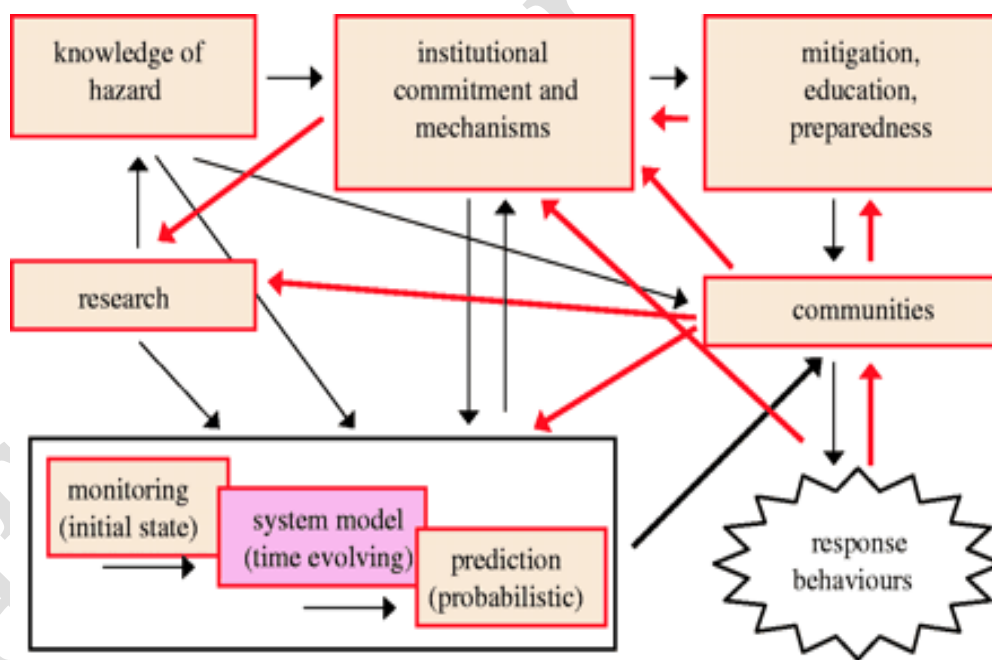 knowledge of
hazard
institutional
commitment and
mechanisms
mitigation,
education,
preparedness
research
communities
monitoring
(initial state)
system model
(time evolving)
prediction
(probabilistic)
response
behaviours